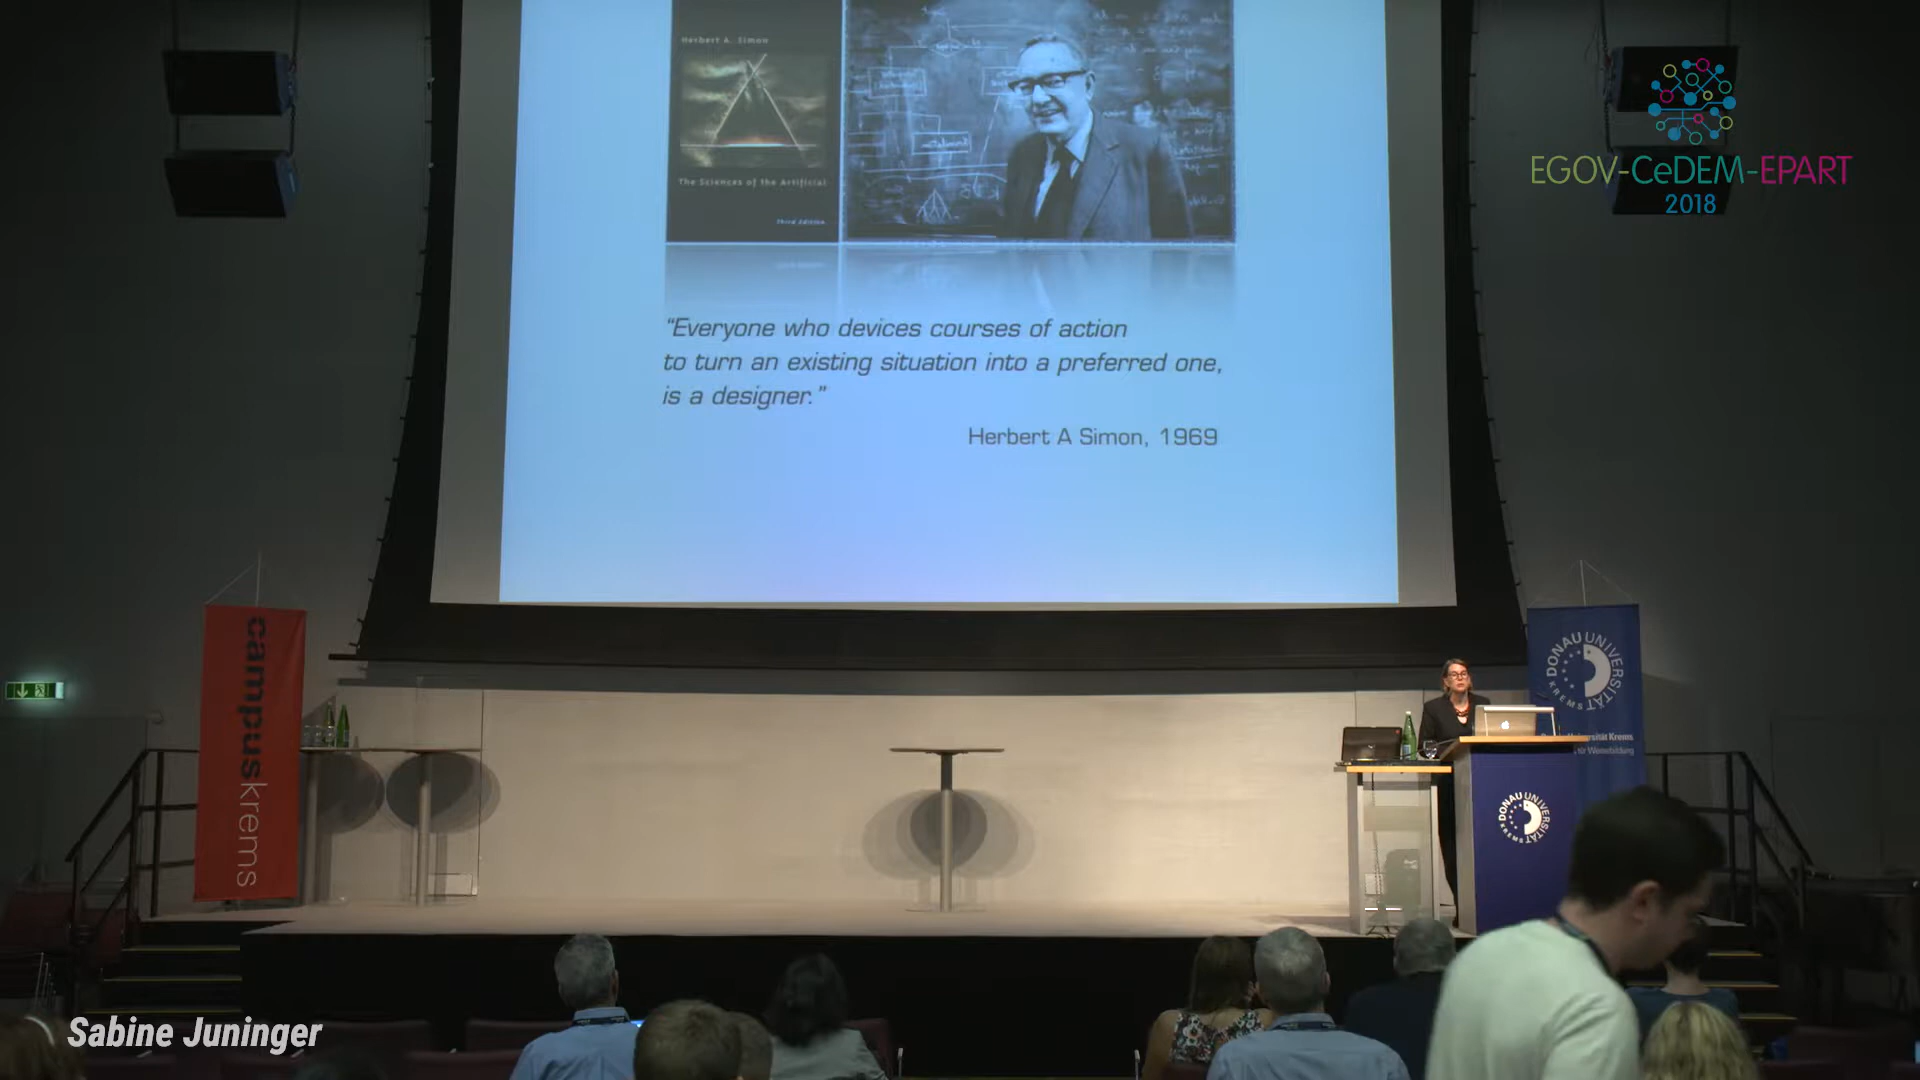 Herbert A. Simon
The Sciences of the Artificial
Third Edition
"Everyone who devices courses of action
to turn an existing situation into a preferred one,
is a designer."
Herbert A Simon, 1969
EGOV-CeDEM-EPART
2018
campuskrems
DONAU UNIVERSITÄT
KREMS
DONAU UNIVERSITÄT
KREMS
Sabine Juninger